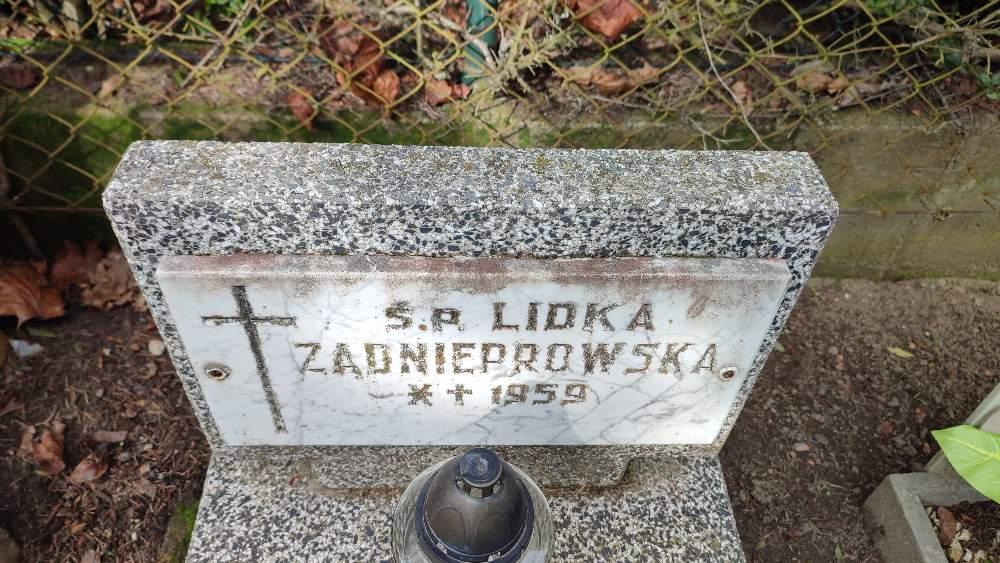 Ś.P. LIDKA
ZADNIEPROWSKA
* † 1959